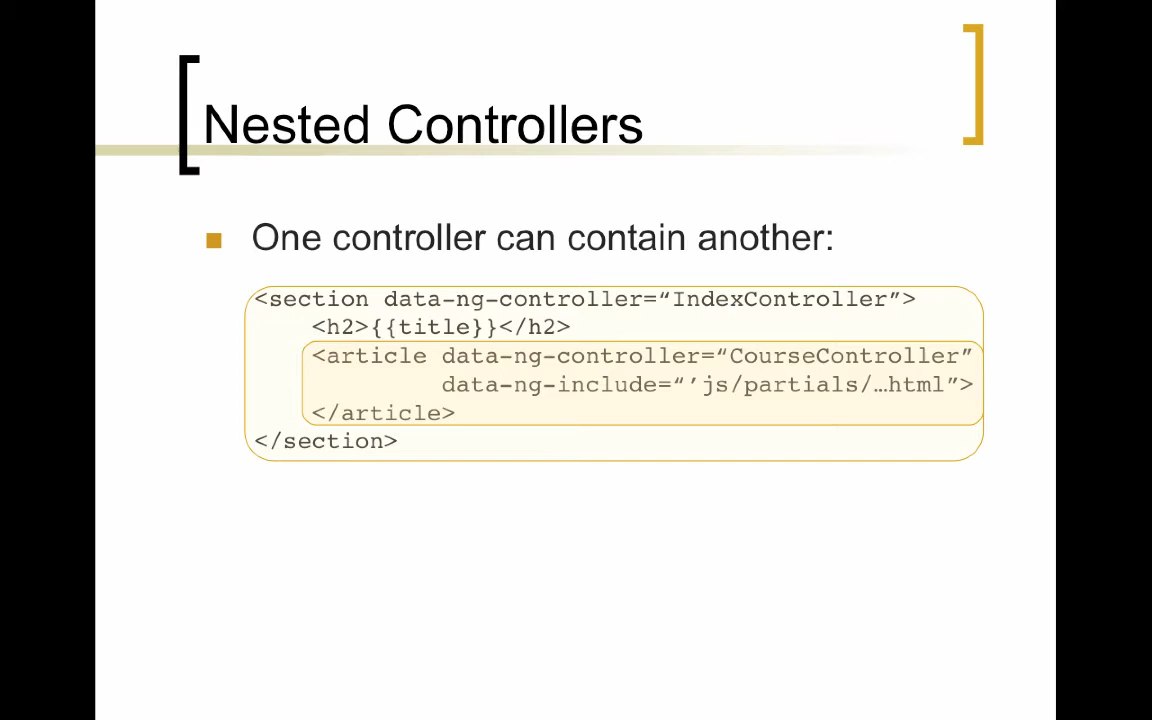 Nested Controllers
One controller can contain another:
<section data-ng-controller=“IndexController”>
<h2>{{title}}</h2>
<article data-ng-controller=“CourseController”
data-ng-include=“’js/partials/…html”>
</article>
</section>